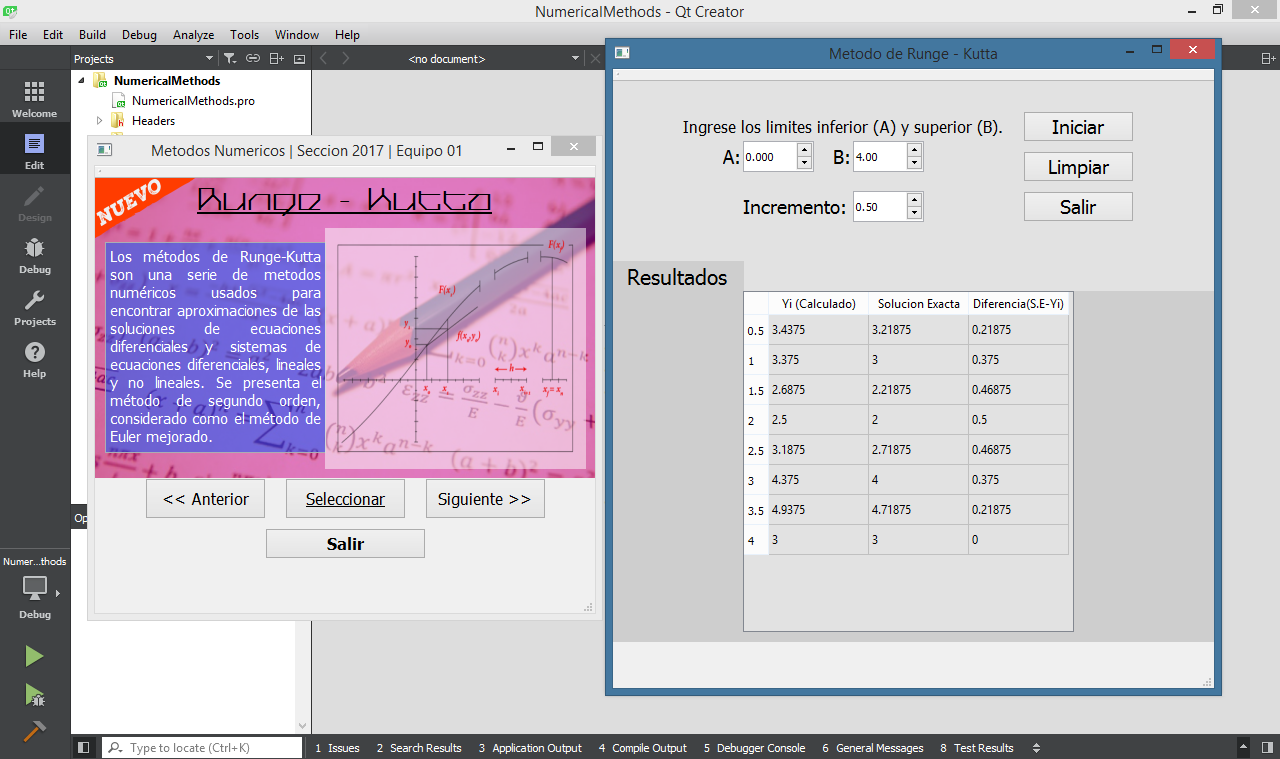 NumericalMethods - Qt Creator
File Edit Build Debug Analyze Tools Window Help
Projects
<no document>
Welcome
Edit
Design
Debug
Projects
Help
NumericalMethods
NumericalMethods.pro
Headers
Metodos Numericos | Seccion 2017 | Equipo 01
NUEVO
Runge - Kutta
Los métodos de Runge-Kutta
son una serie de metodos
numéricos usados para
encontrar aproximaciones de las
soluciones de ecuaciones
diferenciales y sistemas de
ecuaciones diferenciales, lineales
y no lineales. Se presenta el
método de segundo orden,
considerado como el método de
Euler mejorado.
<< Anterior
Seleccionar
Siguiente >>
Salir
Metodo de Runge - Kutta
Ingrese los limites inferior (A) y superior (B).
A: 0.000 B: 4.00
Incremento: 0.50
Iniciar
Limpiar
Salir
Resultados
Yi (Calculado) Solucion Exacta Diferencia(S.E-Yi)
0.5 3.4375 3.21875 0.21875
1 3.375 3 0.375
1.5 2.6875 2.21875 0.46875
2 2.5 2 0.5
2.5 3.1875 2.71875 0.46875
3 4.375 4 0.375
3.5 4.9375 4.71875 0.21875
4 3 3 0
Op
Numer...thods
Debug
Type to locate (Ctrl+K)
1 Issues 2 Search Results 3 Application Output 4 Compile Output 5 Debugger Console 6 General Messages 8 Test Results